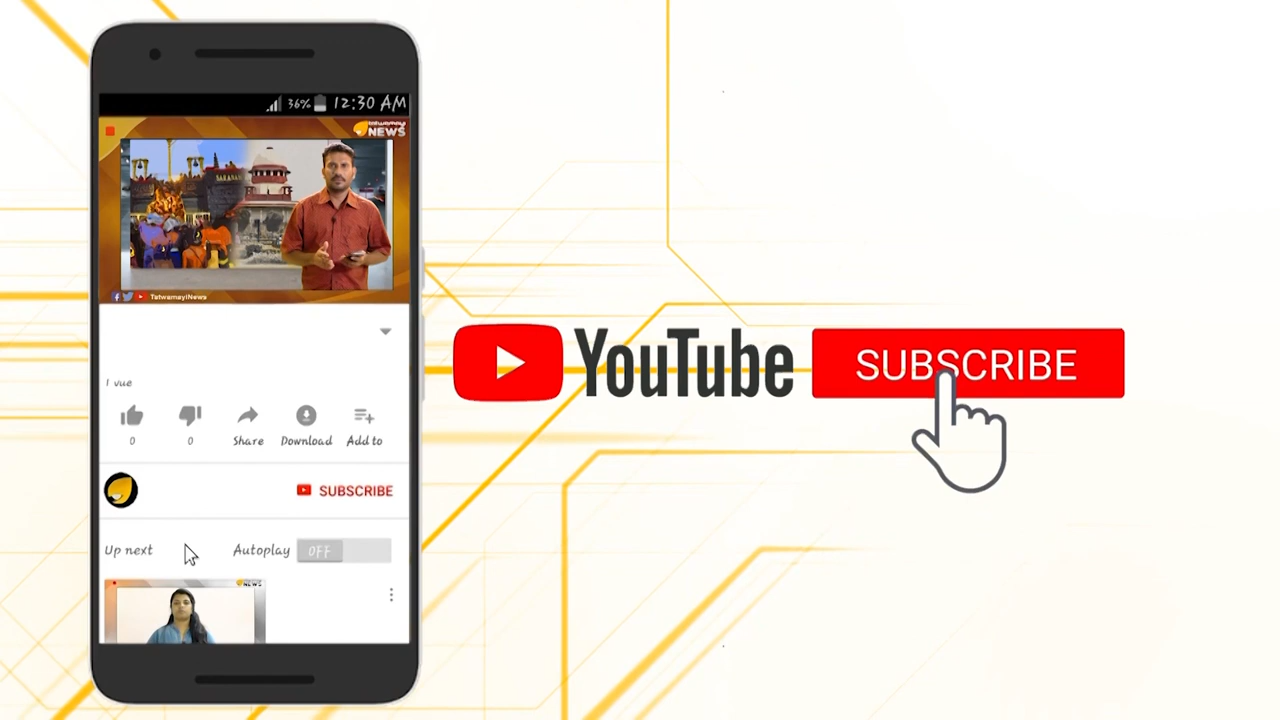 36% 12:30 AM
tatwamayi
NEWS
TatwamayiNews
1 vue
0 0 Share Download Add to
SUBSCRIBE
Up next Autoplay OFF
NEWS
YouTube SUBSCRIBE